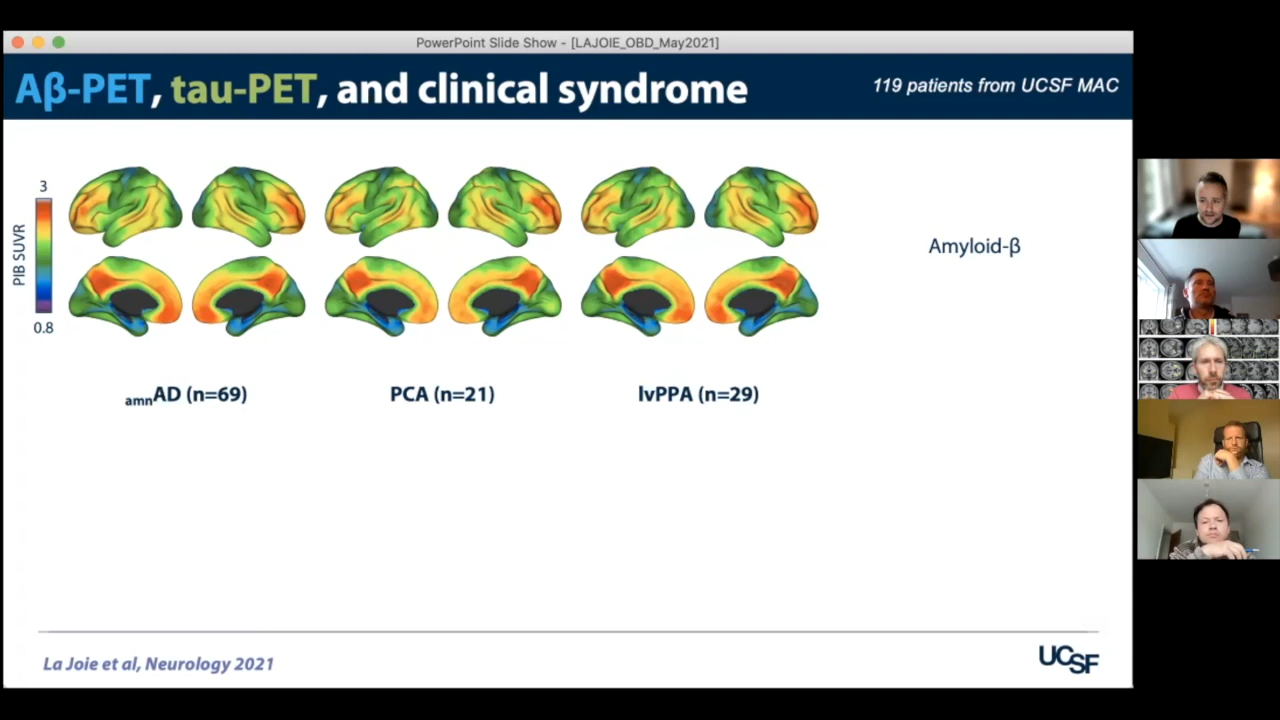 PowerPoint Slide Show - [LAJOIE_OBD_May2021]
Aβ-PET, tau-PET, and clinical syndrome
119 patients from UCSF MAC
3
PIB SUVR
0.8
Amyloid-β
amnAD (n=69)
PCA (n=21)
lvPPA (n=29)
La Joie et al, Neurology 2021
UCSF